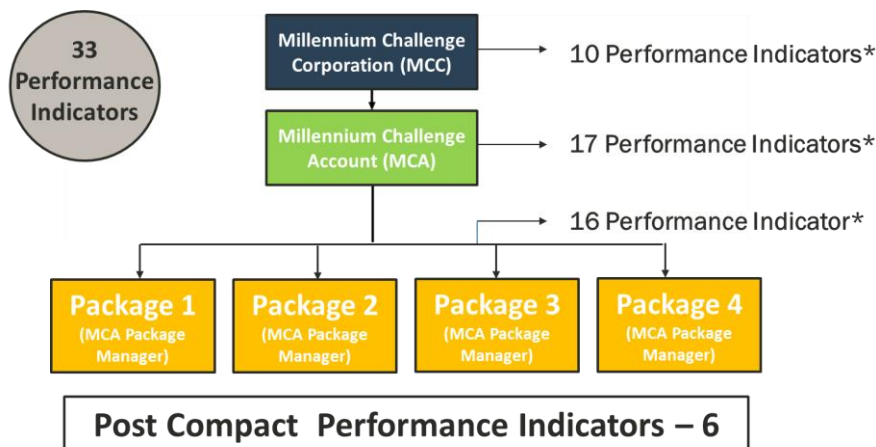 33
Performance
Indicators
Millennium Challenge
Corporation (MCC)
10 Performance Indicators*
Millennium Challenge
Account (MCA)
17 Performance Indicators*
16 Performance Indicator*
Package 1
(MCA Package
Manager)
Package 2
(MCA Package
Manager)
Package 3
(MCA Package
Manager)
Package 4
(MCA Package
Manager)
Post Compact Performance Indicators – 6